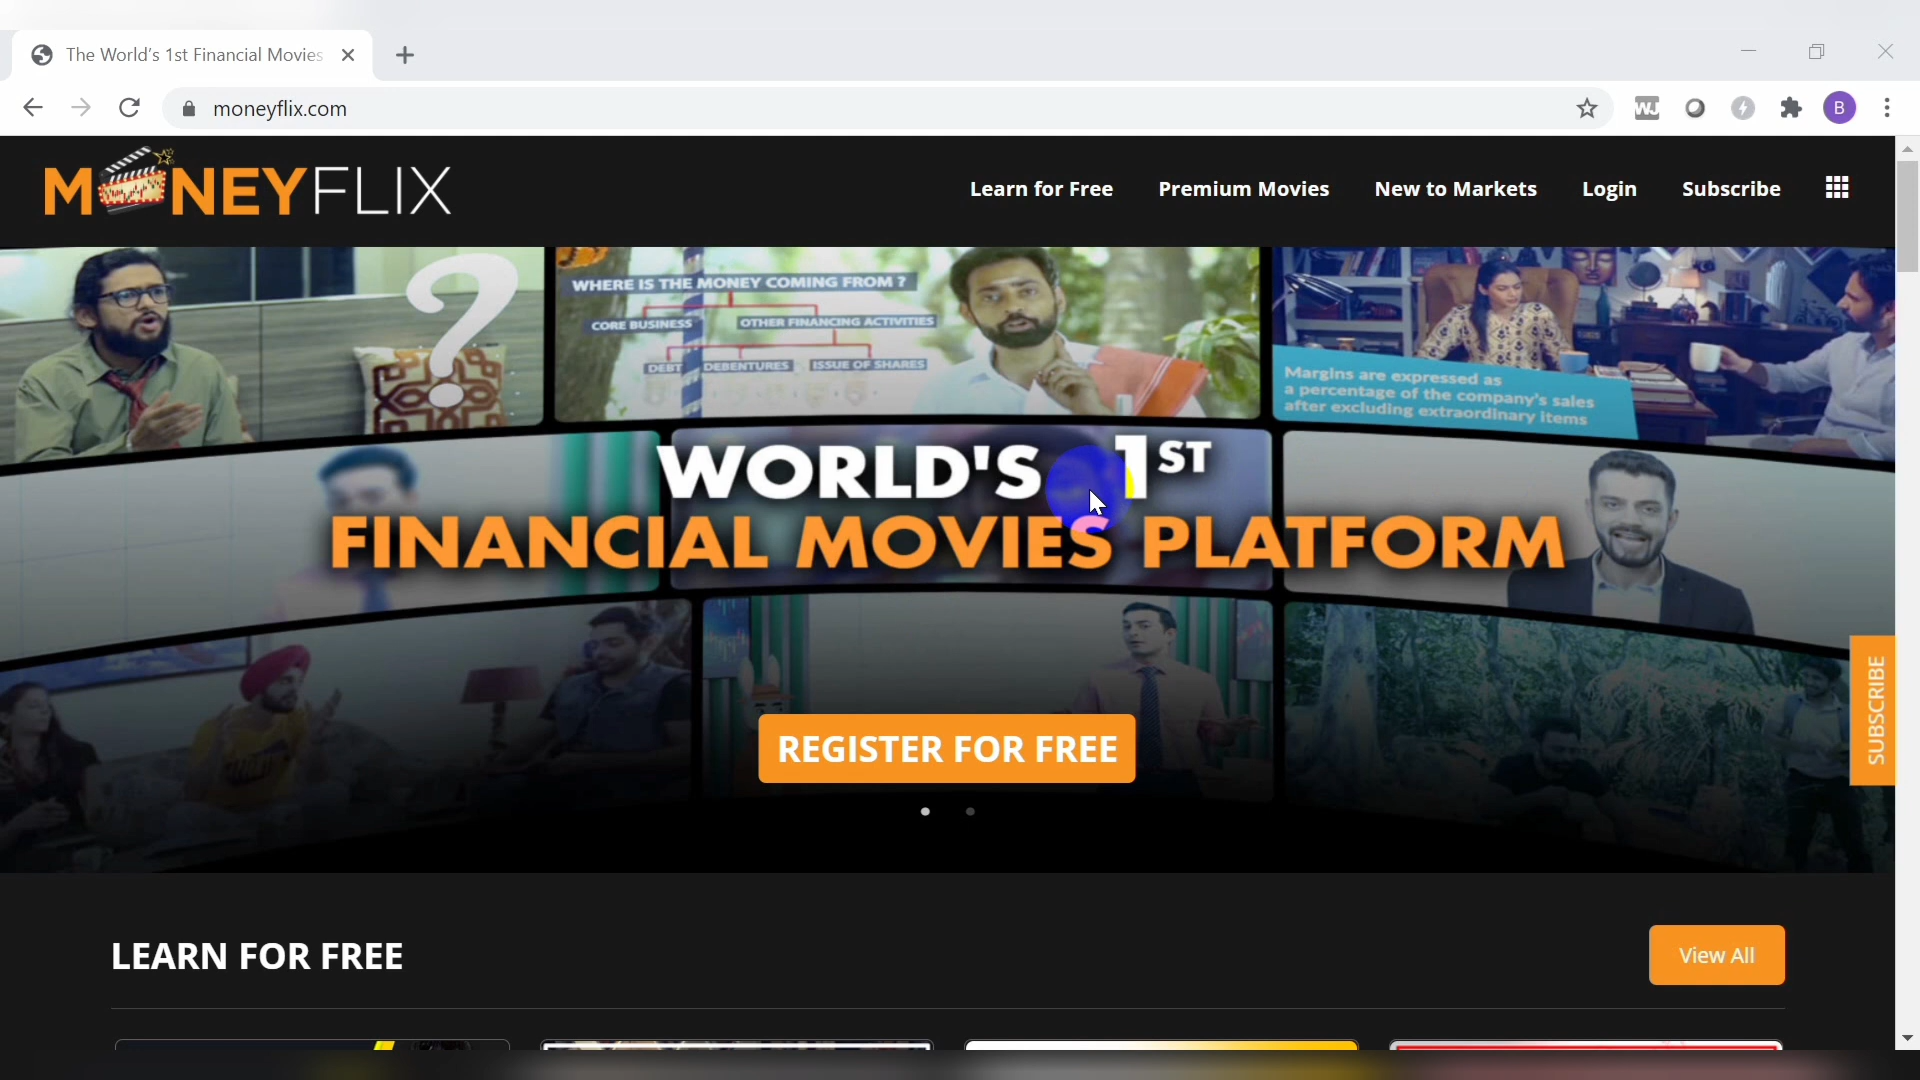 The World's 1st Financial Movies
moneyflix.com
WJ
B
MONEYFLIX
Learn for Free
Premium Movies
New to Markets
Login
Subscribe
?
WHERE IS THE MONEY COMING FROM ?
CORE BUSINESS
OTHER FINANCING ACTIVITIES
DEBT
DEBENTURES
ISSUE OF SHARES
Margins are expressed as
a percentage of the company's sales
after excluding extraordinary items
WORLD'S 1ST
FINANCIAL MOVIES PLATFORM
REGISTER FOR FREE
SUBSCRIBE
LEARN FOR FREE
View All